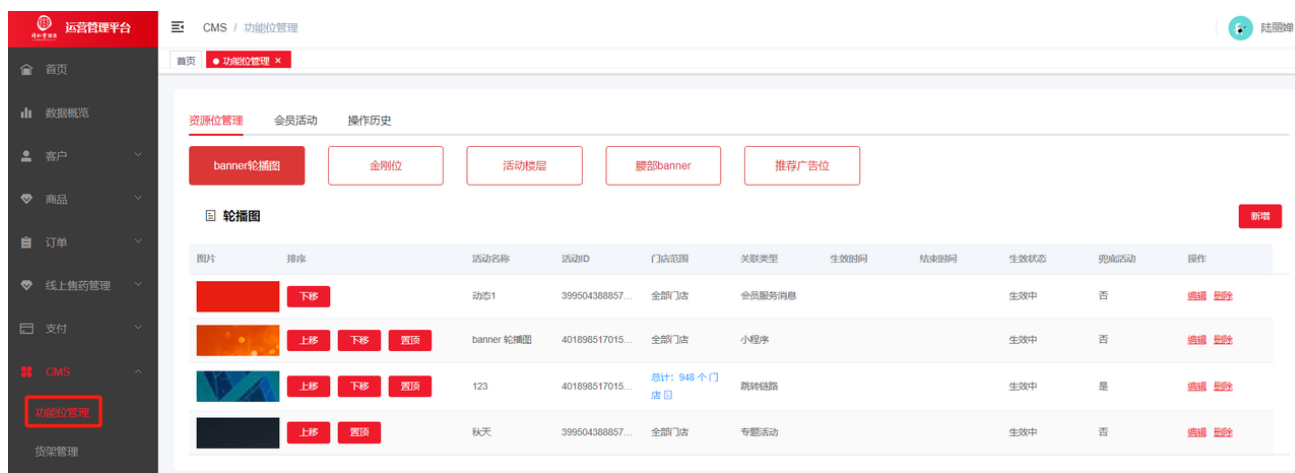 运营管理平台
CMS / 功能位管理
陆丽婵
首页
数据概览
客户
商品
订单
线上售药管理
支付
CMS
功能位管理
货架管理
首页 功能位管理 ×
资源位管理 会员活动 操作历史
banner轮播图 金刚位 活动楼层 腰部banner 推荐广告位
轮播图 新增
图片 排序 活动名称 活动ID 门店范围 关联类型 生效时间 结束时间 生效状态 兜底活动 操作
下移 动态1 399504388857... 全部门店 会员服务消息 生效中 否 编辑 删除
上移 下移 置顶 banner 轮播图 401898517015... 全部门店 小程序 生效中 否 编辑 删除
上移 下移 置顶 123 401898517015... 总计: 948 个门店 跳转链路 生效中 是 编辑 删除
上移 置顶 秋天 399504388857... 全部门店 专题活动 生效中 否 编辑 删除